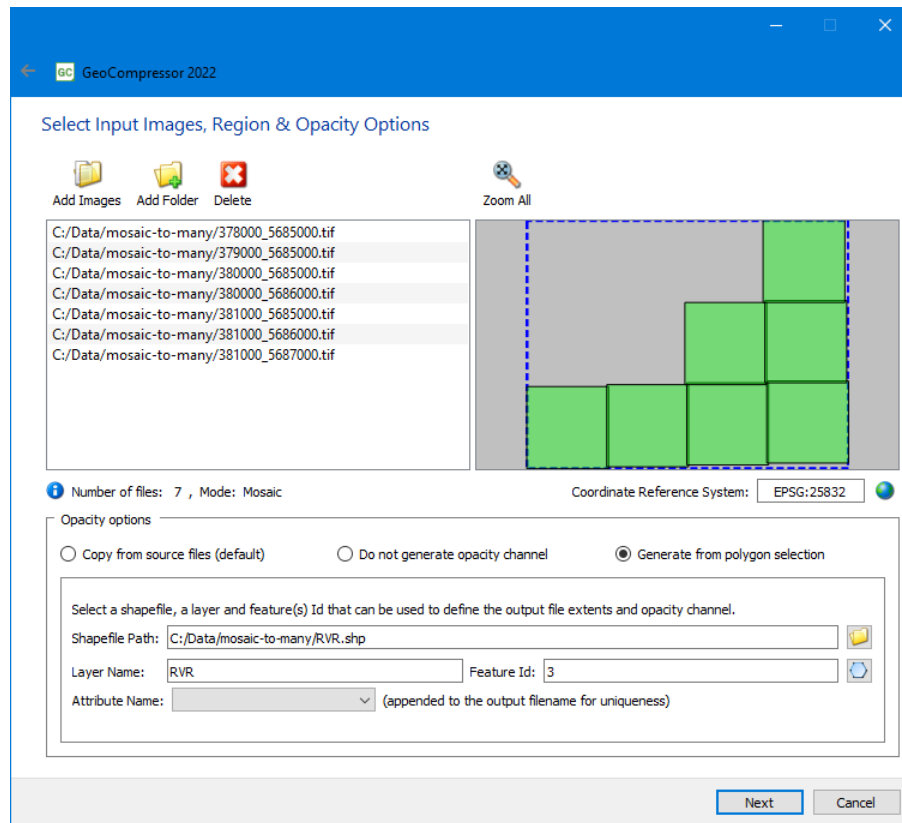 GC GeoCompressor 2022
Select Input Images, Region & Opacity Options
Add Images Add Folder Delete Zoom All
C:/Data/mosaic-to-many/378000_5685000.tif
C:/Data/mosaic-to-many/379000_5685000.tif
C:/Data/mosaic-to-many/380000_5685000.tif
C:/Data/mosaic-to-many/380000_5686000.tif
C:/Data/mosaic-to-many/381000_5685000.tif
C:/Data/mosaic-to-many/381000_5686000.tif
C:/Data/mosaic-to-many/381000_5687000.tif
Number of files: 7 , Mode: Mosaic Coordinate Reference System: EPSG:25832
Opacity options
Copy from source files (default) Do not generate opacity channel Generate from polygon selection
Select a shapefile, a layer and feature(s) Id that can be used to define the output file extents and opacity channel.
Shapefile Path: C:/Data/mosaic-to-many/RVR.shp
Layer Name: RVR Feature Id: 3
Attribute Name: (appended to the output filename for uniqueness)
Next Cancel